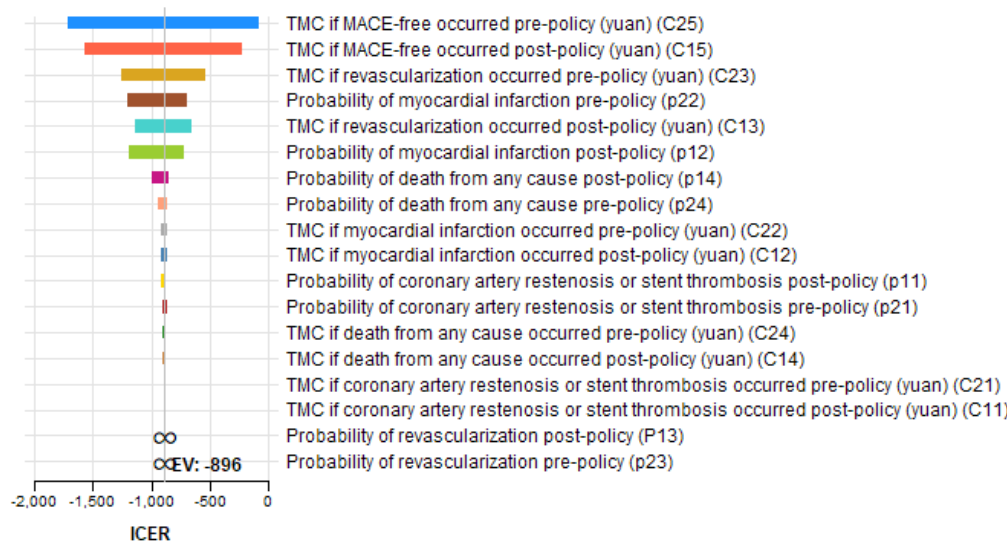 TMC if MACE-free occurred pre-policy (yuan) (C25)
TMC if MACE-free occurred post-policy (yuan) (C15)
TMC if revascularization occurred pre-policy (yuan) (C23)
Probability of myocardial infarction pre-policy (p22)
TMC if revascularization occurred post-policy (yuan) (C13)
Probability of myocardial infarction post-policy (p12)
Probability of death from any cause post-policy (p14)
Probability of death from any cause pre-policy (p24)
TMC if myocardial infarction occurred pre-policy (yuan) (C22)
TMC if myocardial infarction occurred post-policy (yuan) (C12)
Probability of coronary artery restenosis or stent thrombosis post-policy (p11)
Probability of coronary artery restenosis or stent thrombosis pre-policy (p21)
TMC if death from any cause occurred pre-policy (yuan) (C24)
TMC if death from any cause occurred post-policy (yuan) (C14)
TMC if coronary artery restenosis or stent thrombosis occurred pre-policy (yuan) (C21)
TMC if coronary artery restenosis or stent thrombosis occurred post-policy (yuan) (C11)
∞ Probability of revascularization post-policy (P13)
∞ EV: -896 Probability of revascularization pre-policy (p23)
-2,000 -1,500 -1,000 -500 0
ICER